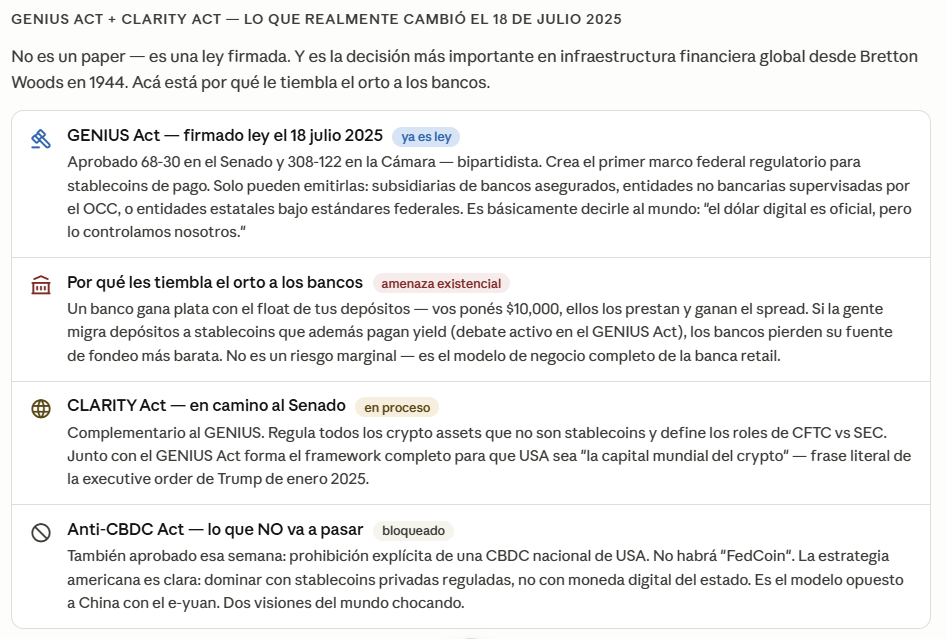 GENIUS ACT + CLARITY ACT — LO QUE REALMENTE CAMBIÓ EL 18 DE JULIO 2025
No es un paper — es una ley firmada. Y es la decisión más importante en infraestructura financiera global desde Bretton
Woods en 1944. Acá está por qué le tiembla el orto a los bancos.
GENIUS Act — firmado ley el 18 julio 2025 ya es ley
Aprobado 68-30 en el Senado y 308-122 en la Cámara — bipartidista. Crea el primer marco federal regulatorio para
stablecoins de pago. Solo pueden emitirlas: subsidiarias de bancos asegurados, entidades no bancarias supervisadas por
el OCC, o entidades estatales bajo estándares federales. Es básicamente decirle al mundo: "el dólar digital es oficial, pero
lo controlamos nosotros."
Por qué les tiembla el orto a los bancos amenaza existencial
Un banco gana plata con el float de tus depósitos — vos ponés $10,000, ellos los prestan y ganan el spread. Si la gente
migra depósitos a stablecoins que además pagan yield (debate activo en el GENIUS Act), los bancos pierden su fuente
de fondeo más barata. No es un riesgo marginal — es el modelo de negocio completo de la banca retail.
CLARITY Act — en camino al Senado en proceso
Complementario al GENIUS. Regula todos los crypto assets que no son stablecoins y define los roles de CFTC vs SEC.
Junto con el GENIUS Act forma el framework completo para que USA sea "la capital mundial del crypto" — frase literal de
la executive order de Trump de enero 2025.
Anti-CBDC Act — lo que NO va a pasar bloqueado
También aprobado esa semana: prohibición explícita de una CBDC nacional de USA. No habrá "FedCoin". La estrategia
americana es clara: dominar con stablecoins privadas reguladas, no con moneda digital del estado. Es el modelo opuesto
a China con el e-yuan. Dos visiones del mundo chocando.